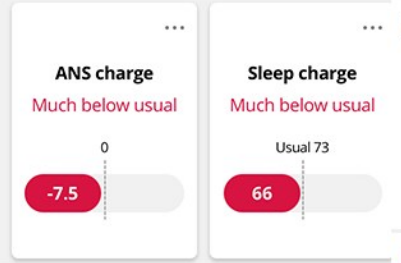 ANS charge
Much below usual
0
-7.5
Sleep charge
Much below usual
Usual 73
66